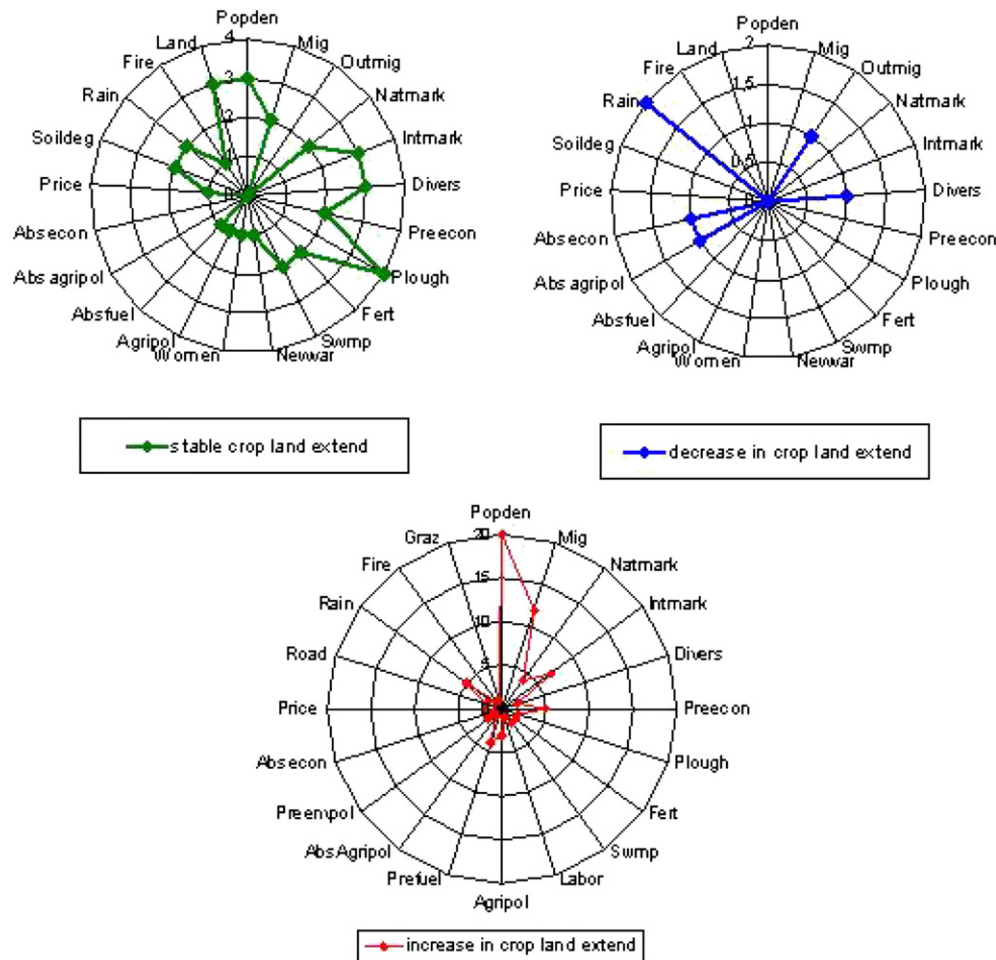 Popden
Mig
Outmig
Natmark
Intmark
Divers
Preecon
Plough
Fert
Swmp
Newwar
Women
Agripol
Absfuel
Abs agripol
Absecon
Price
Soildeg
Rain
Fire
Land
4
3
2
1
0
stable crop land extend
Popden
Mig
Outmig
Natmark
Intmark
Divers
Preecon
Plough
Fert
Swmp
Newwar
Women
Agripol
Absfuel
Abs agripol
Absecon
Price
Soildeg
Rain
Fire
Land
2
1,5
1
0,5
0
decrease in crop land extend
Popden
Mig
Natmark
Intmark
Divers
Preecon
Plough
Fert
Swmp
Labor
Agripol
Prefuel
AbsAgripol
Preempol
Absecon
Price
Road
Rain
Fire
Graz
20
15
10
5
0
increase in crop land extend